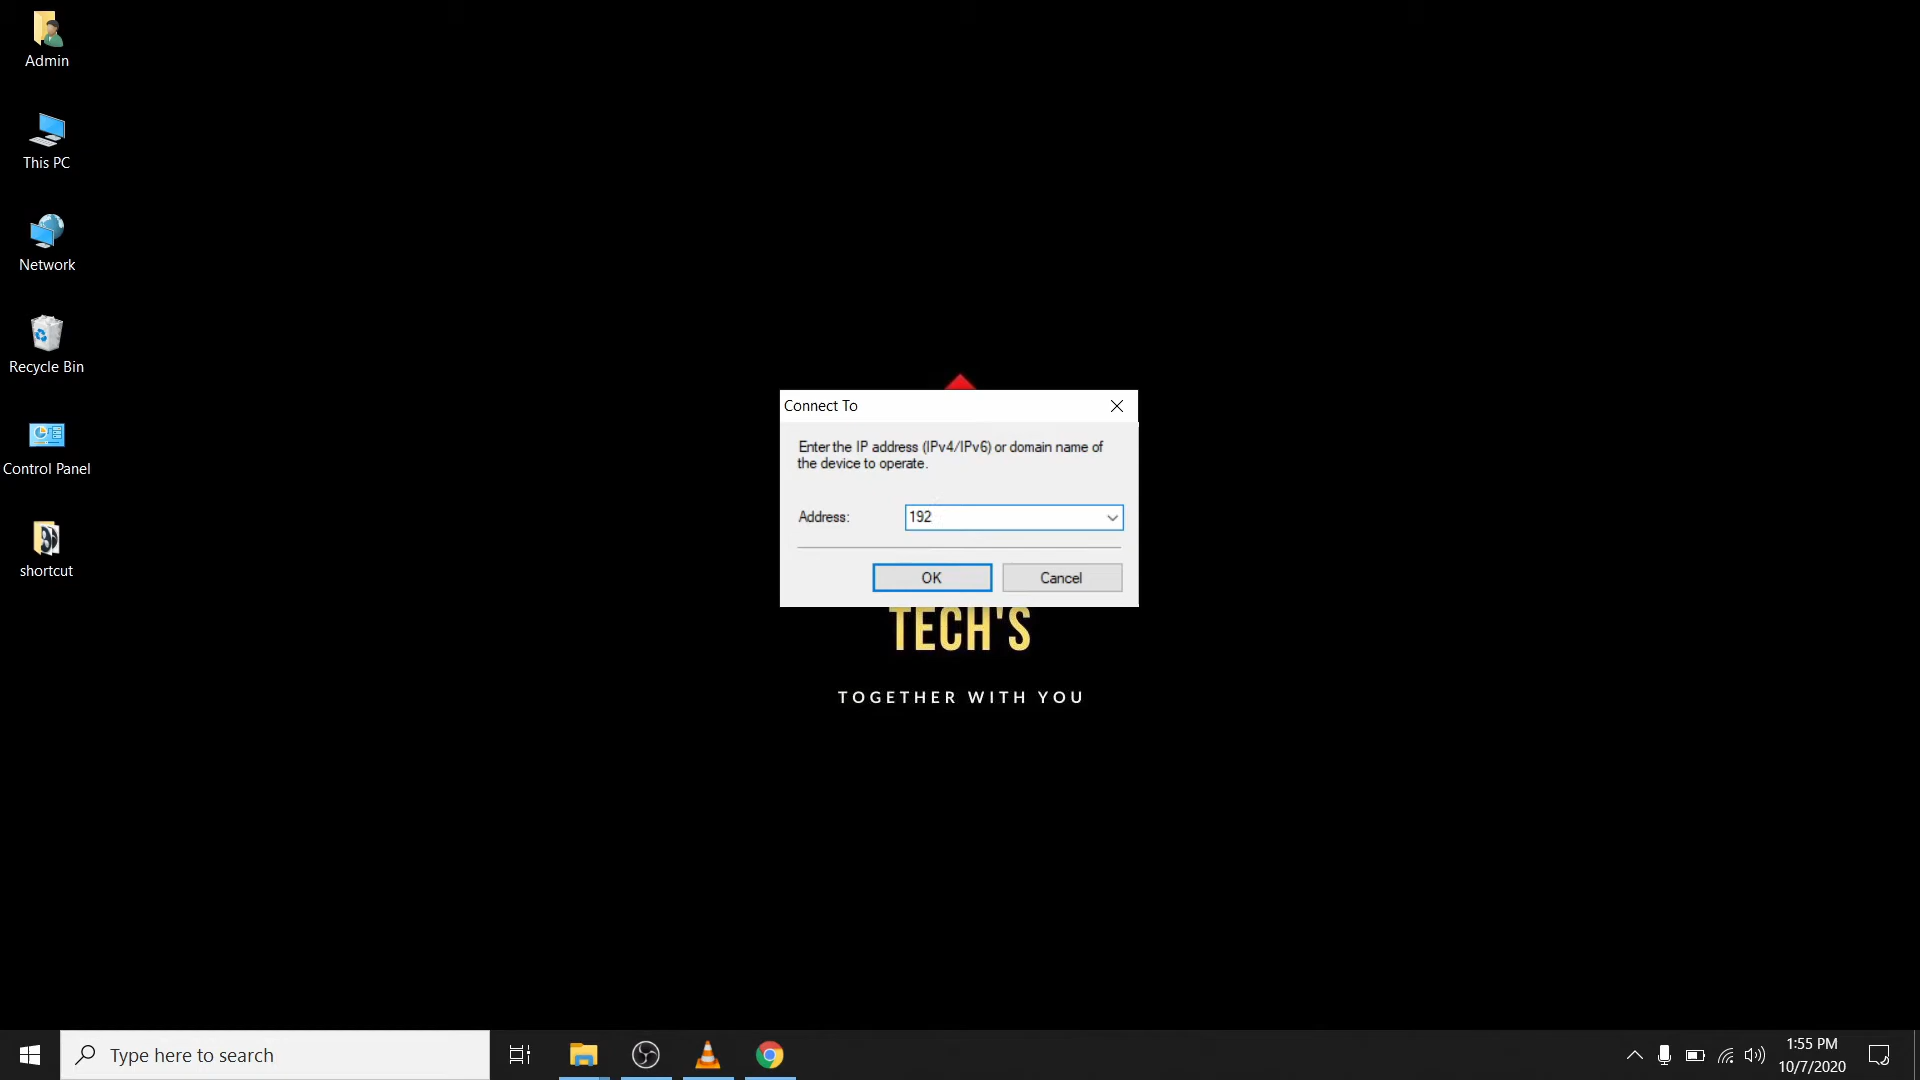 Admin
This PC
Network
Recycle Bin
Control Panel
shortcut
Connect To
Enter the IP address (IPv4/IPv6) or domain name of
the device to operate.
Address: 192
OK Cancel
TECH'S
TOGETHER WITH YOU
Type here to search
1:55 PM
10/7/2020